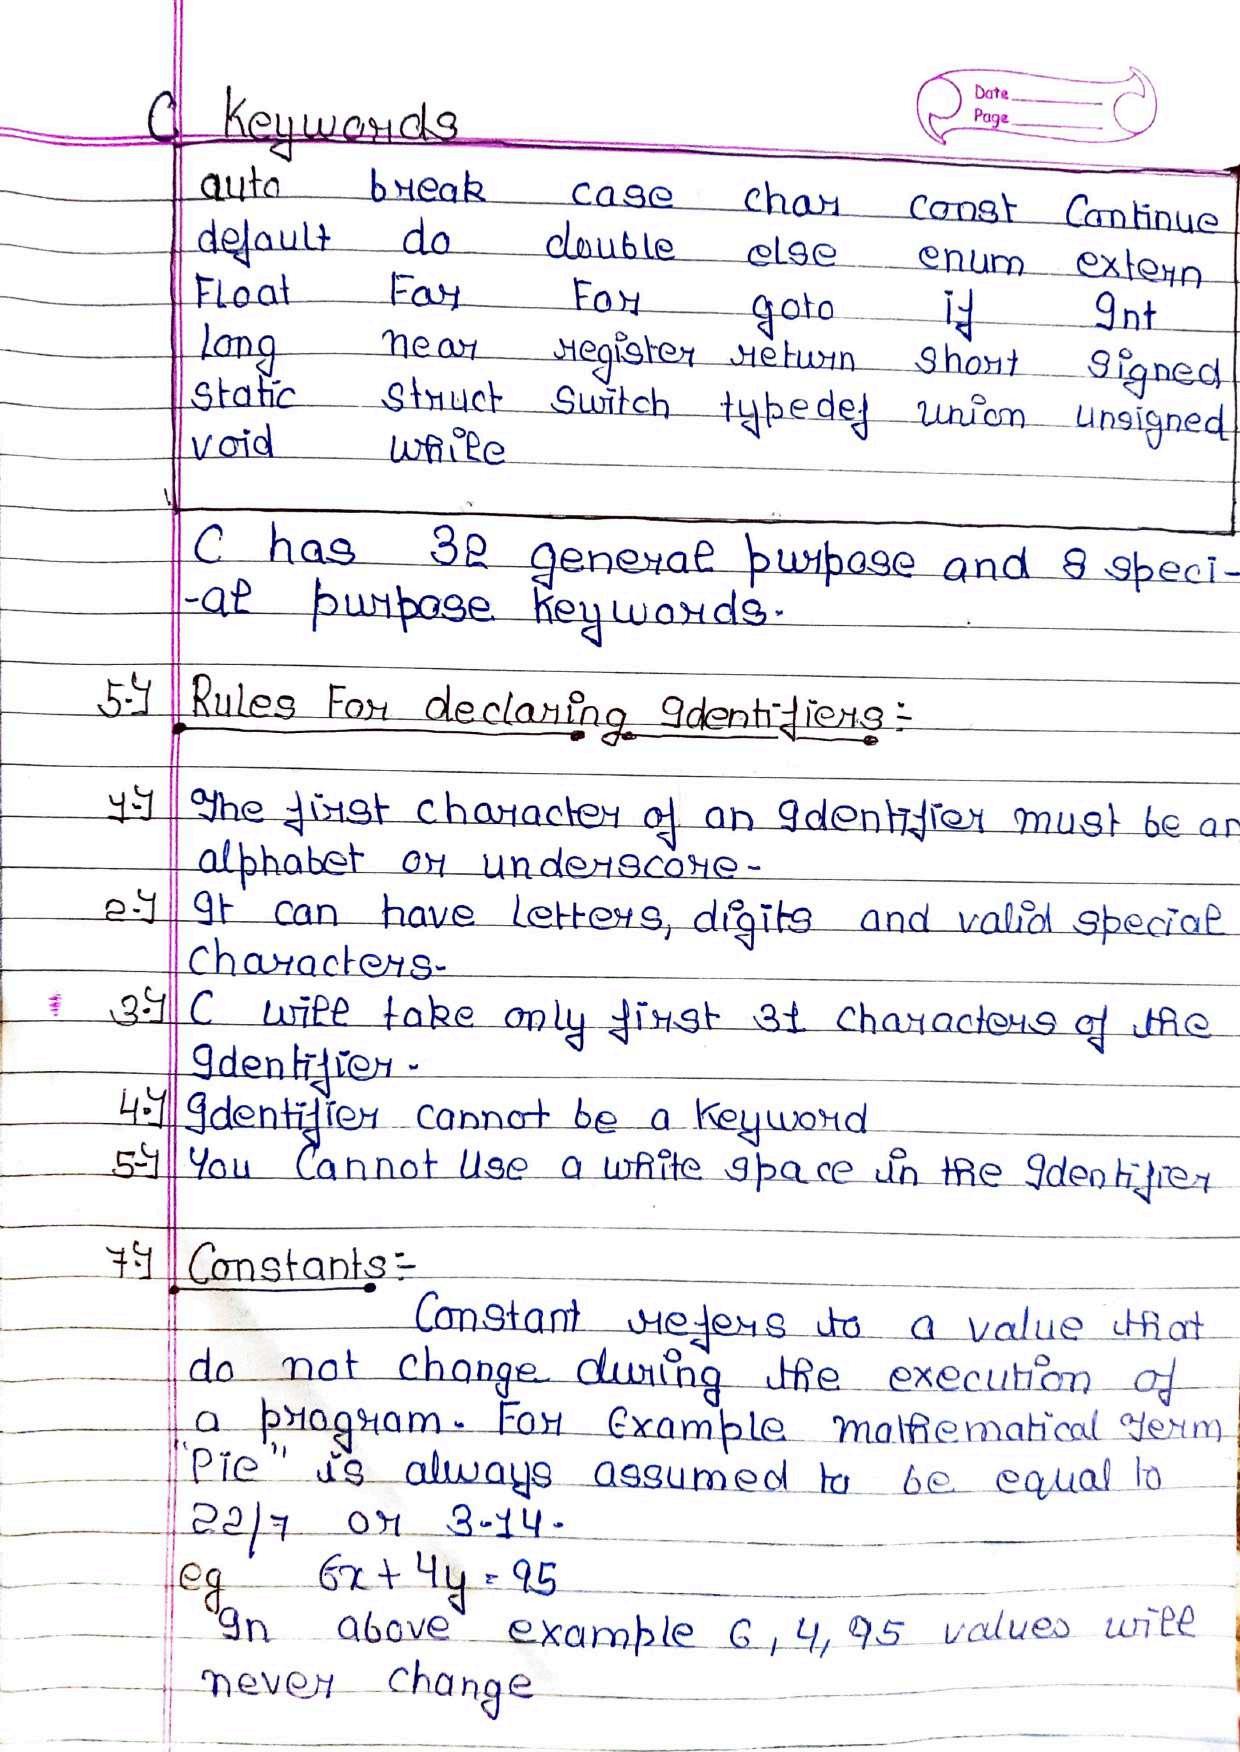 Date
Page
C Keywords
auto break case char const Continue
default do double else enum extern
Float Far For goto if Int
Long near register return short signed
static struct switch typedef union unsigned
void while
C has 32 general purpose and 8 speci-
-al purpose keywords.
5.) Rules For declaring Identifiers:-
1.) The first character of an Identifier must be an
alphabet or underscore.
2.) It can have Letters, digits and valid special
characters.
3.) C will take only first 31 characters of the
Identifier.
4.) Identifier cannot be a keyword
5.) You Cannot Use a white space in the Identifier
7.) Constants:-
Constant refers to a value that
do not change during the execution of
a program. For Example mathematical Term
"Pie" is always assumed to be equal to
22/7 or 3.14.
eg 6x + 4y = 95
In above example 6, 4, 95 values will
never change